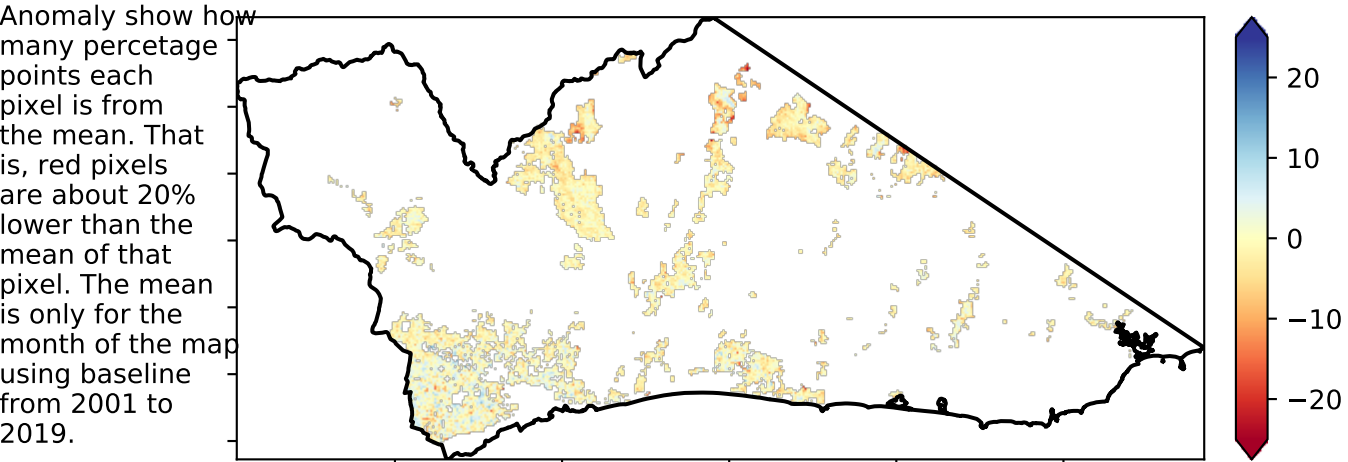 Anomaly show how
many percetage
points each
pixel is from
the mean. That
is, red pixels
are about 20%
lower than the
mean of that
pixel. The mean
is only for the
month of the map
using baseline
from 2001 to
2019.
20
10
0
−10
−20